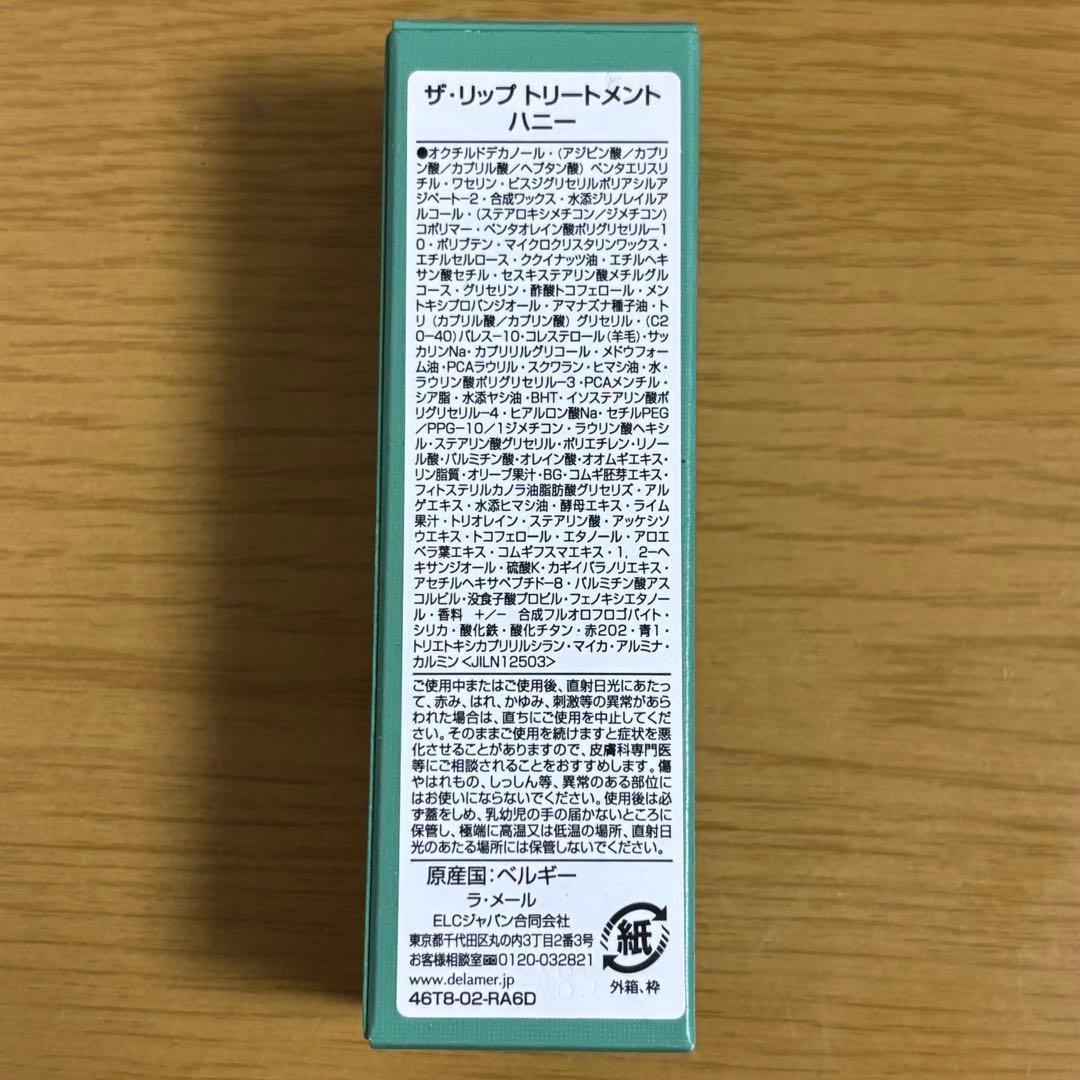 ザ・リップ トリートメント
ハニー
●オクチルドデカノール・(アジピン酸/カプリ
ン酸/カプリル酸/ヘプタン酸) ペンタエリスリ
チル・ワセリン・ビスジグリセリルポリアシルア
ジペート-2・合成ワックス・水添ジリノレイルア
ルコール・(ステアロキシメチコン/ジメチコン)
コポリマー・ペンタオレイン酸ポリグリセリル-1
0・ポリブテン・マイクロクリスタリンワックス・
エチルセルロース・ククイナッツ油・エチルヘキ
サン酸セチル・セスキステアリン酸メチルグル
コース・グリセリン・酢酸トコフェロール・メン
トキシプロパンジオール・アマナズナ種子油・ト
リ (カプリル酸/カプリン酸) グリセリル・(C2
0-40)パレス-10・コレステロール(羊毛)・サッ
カリンNa・カプリリルグリコール・メドウフォー
ム油・PCAラウリル・スクワラン・ヒマシ油・水・
ラウリン酸ポリグリセリル-3・PCAメンチル・
シア脂・水添ヤシ油・BHT・イソステアリン酸ポ
リグリセリル-4・ヒアルロン酸Na・セチルPEG
/PPG-10/1ジメチコン・ラウリン酸ヘキシ
ル・ステアリン酸グリセリル・ポリエチレン・リノー
ル酸・パルミチン酸・オレイン酸・オオムギエキス・
リン脂質・オリーブ果汁・BG・コムギ胚芽エキス・
フィトステリルカノラ油脂肪酸グリセリズ・アル
ゲエキス・水添ヒマシ油・酵母エキス・ライム
果汁・トリオレイン・ステアリン酸・アッケシソ
ウエキス・トコフェロール・エタノール・アロエ
ベラ葉エキス・コムギフスマエキス・1, 2-ヘ
キサンジオール・硫酸K・カギイバラノリエキス・
アセチルヘキサペプチド-8・パルミチン酸アス
コルビル・没食子酸プロピル・フェノキシエタノー
ル・香料 +/- 合成フルオロフロゴパイト・
シリカ・酸化鉄・酸化チタン・赤202・青1・
トリエトキシカプリリルシラン・マイカ・アルミナ・
カルミン<JILN12503>
ご使用中またはご使用後、直射日光にあたっ
て、赤み、はれ、かゆみ、刺激等の異常があら
われた場合は、直ちにご使用を中止してくだ
さい。そのままご使用を続けますと症状を悪
化させることがありますので、皮膚科専門医
等にご相談されることをおすすめします。傷
やはれもの、しっしん等、異常のある部位に
はお使いにならないでください。使用後は必
ず蓋をしめ、乳幼児の手の届かないところに
保管し、極端に高温又は低温の場所、直射日
光のあたる場所には保管しないでください。
原産国:ベルギー
ラ・メール
ELCジャパン合同会社
東京都千代田区丸の内3丁目2番3号
お客様相談室 0120-032821
www.delamer.jp
46T8-02-RA6D
紙
外箱、枠